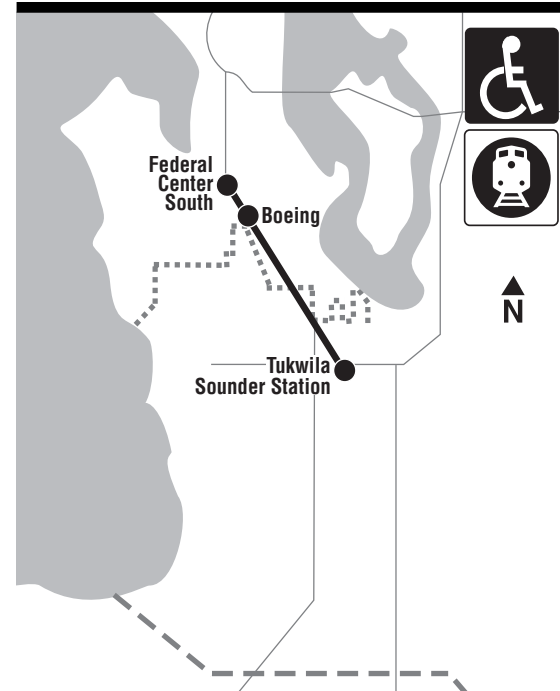 Federal
Center
South
Boeing
N
Tukwila
Sounder Station